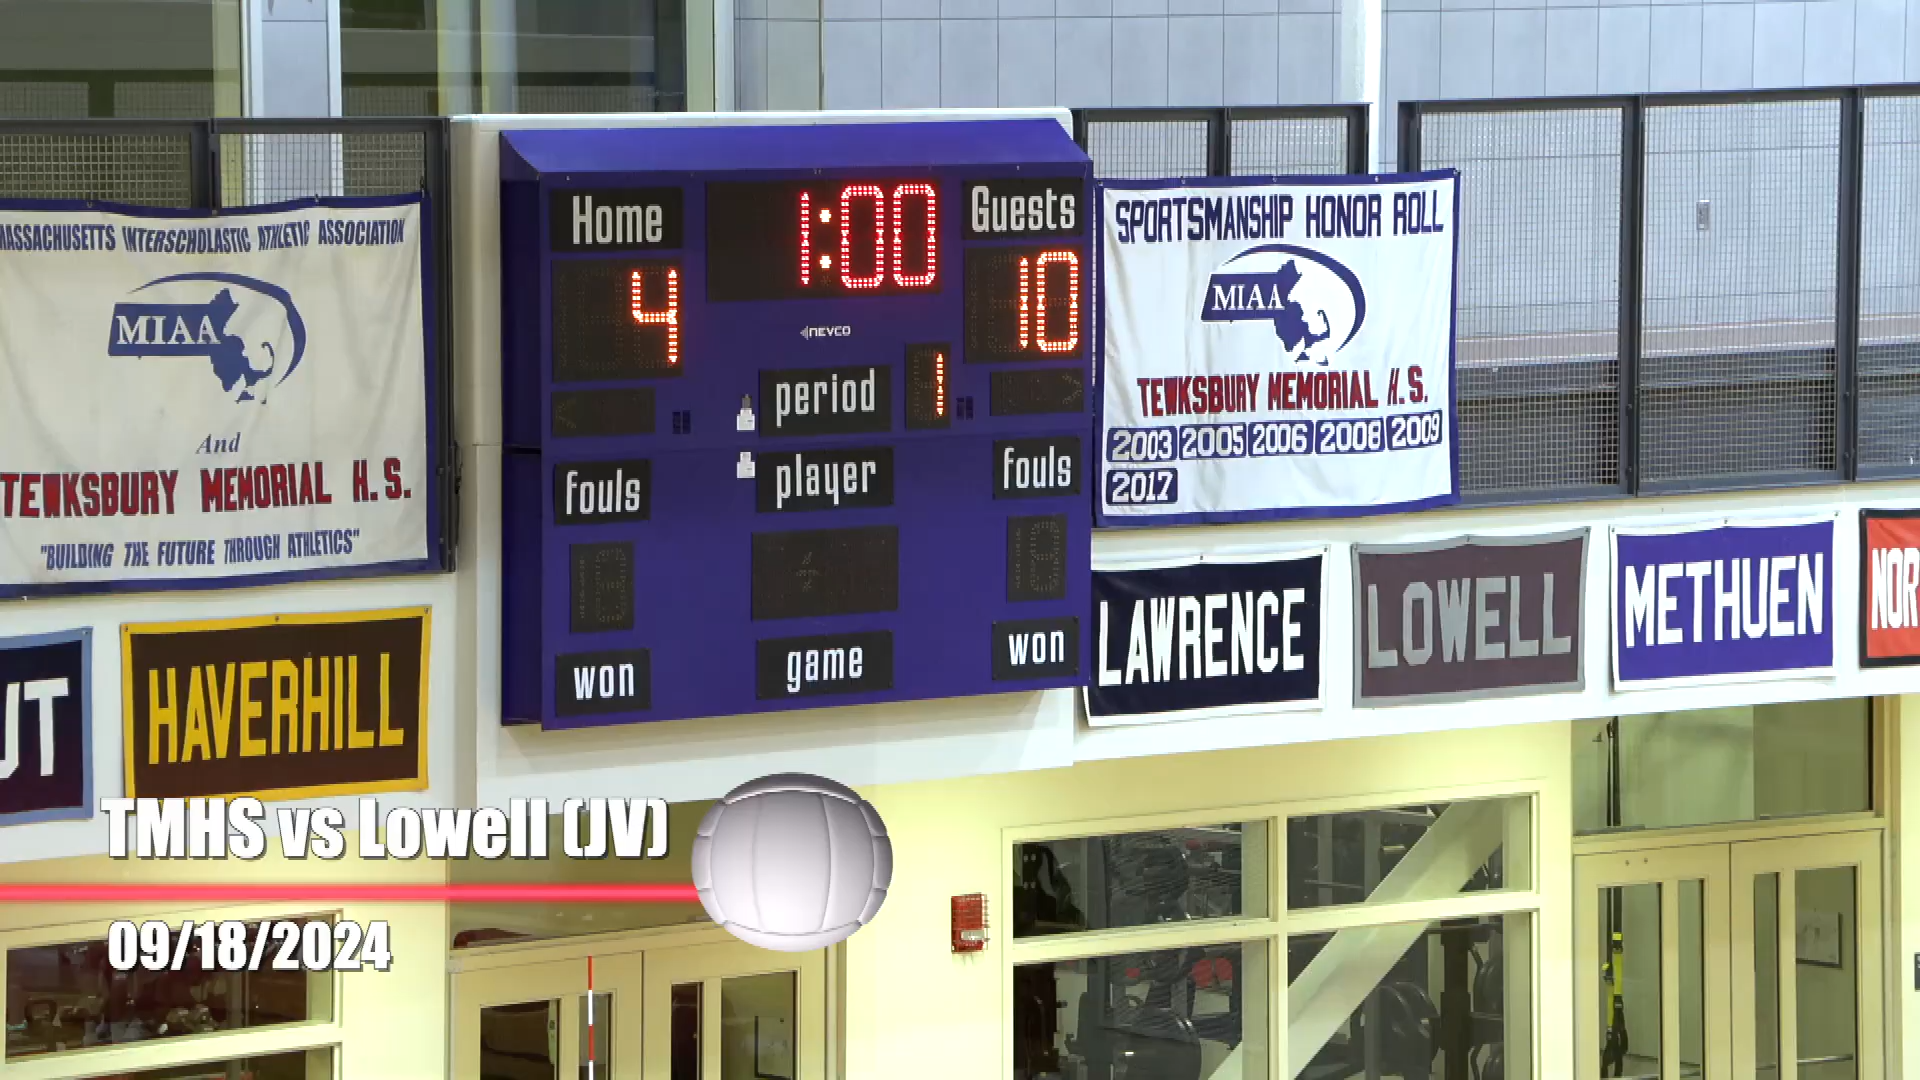 MASSACHUSETTS INTERSCHOLASTIC ATHLETIC ASSOCIATION
MIAA
And
TEWKSBURY MEMORIAL H. S.
"BUILDING THE FUTURE THROUGH ATHLETICS"
Home
1:00
Guests
4
10
NEVCO
period
1
fouls
player
fouls
won
game
won
SPORTSMANSHIP HONOR ROLL
MIAA
TEWKSBURY MEMORIAL H. S.
2003 2005 2006 2008 2009
2017
UT
HAVERHILL
LAWRENCE
LOWELL
METHUEN
NOR
TMHS vs Lowell (JV)
09/18/2024